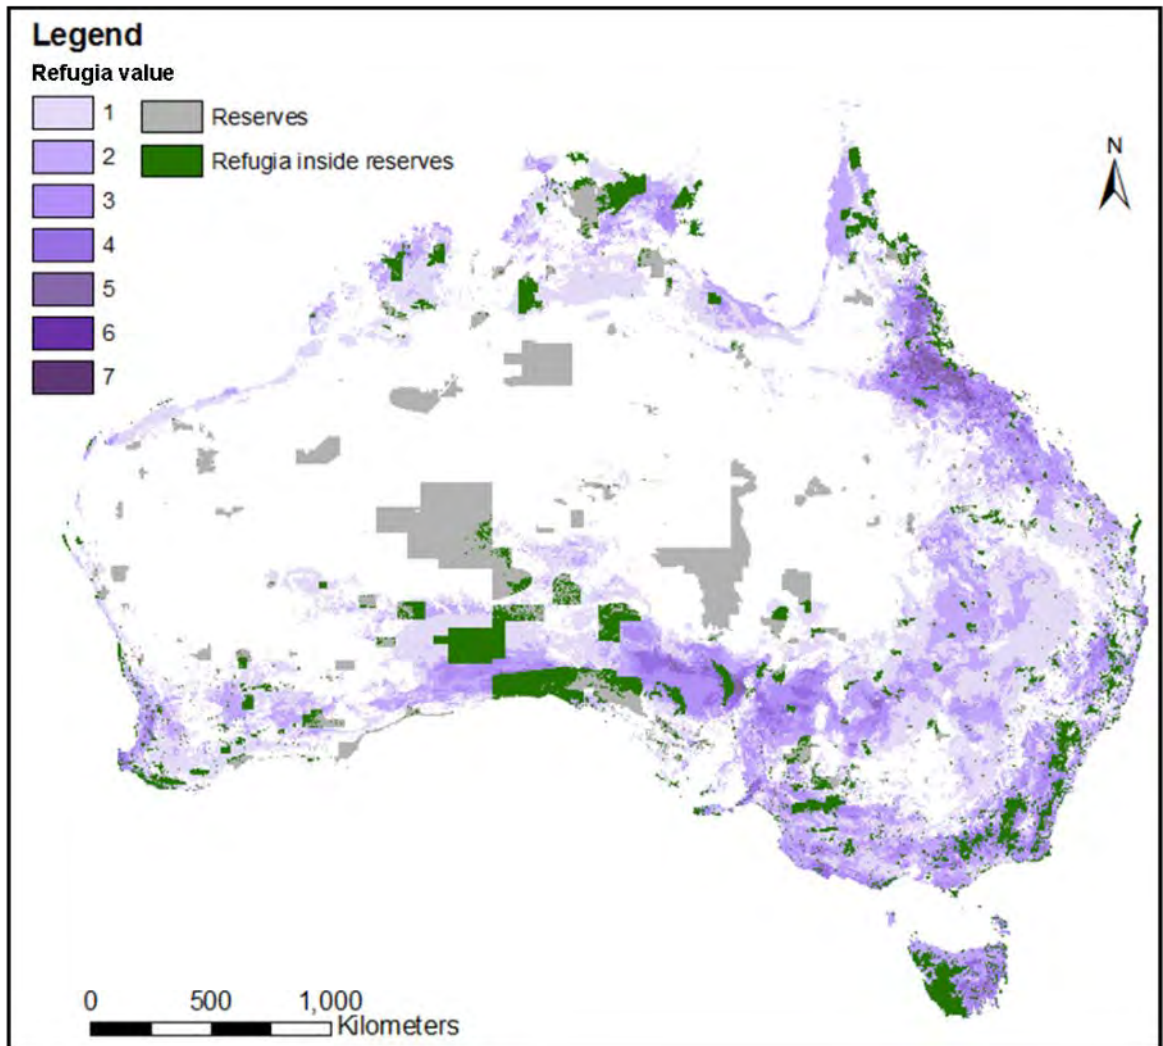 Legend
Refugia value
1
Reserves
2
Refugia inside reserves
3
4
5
6
7
N
0 500 1,000
Kilometers